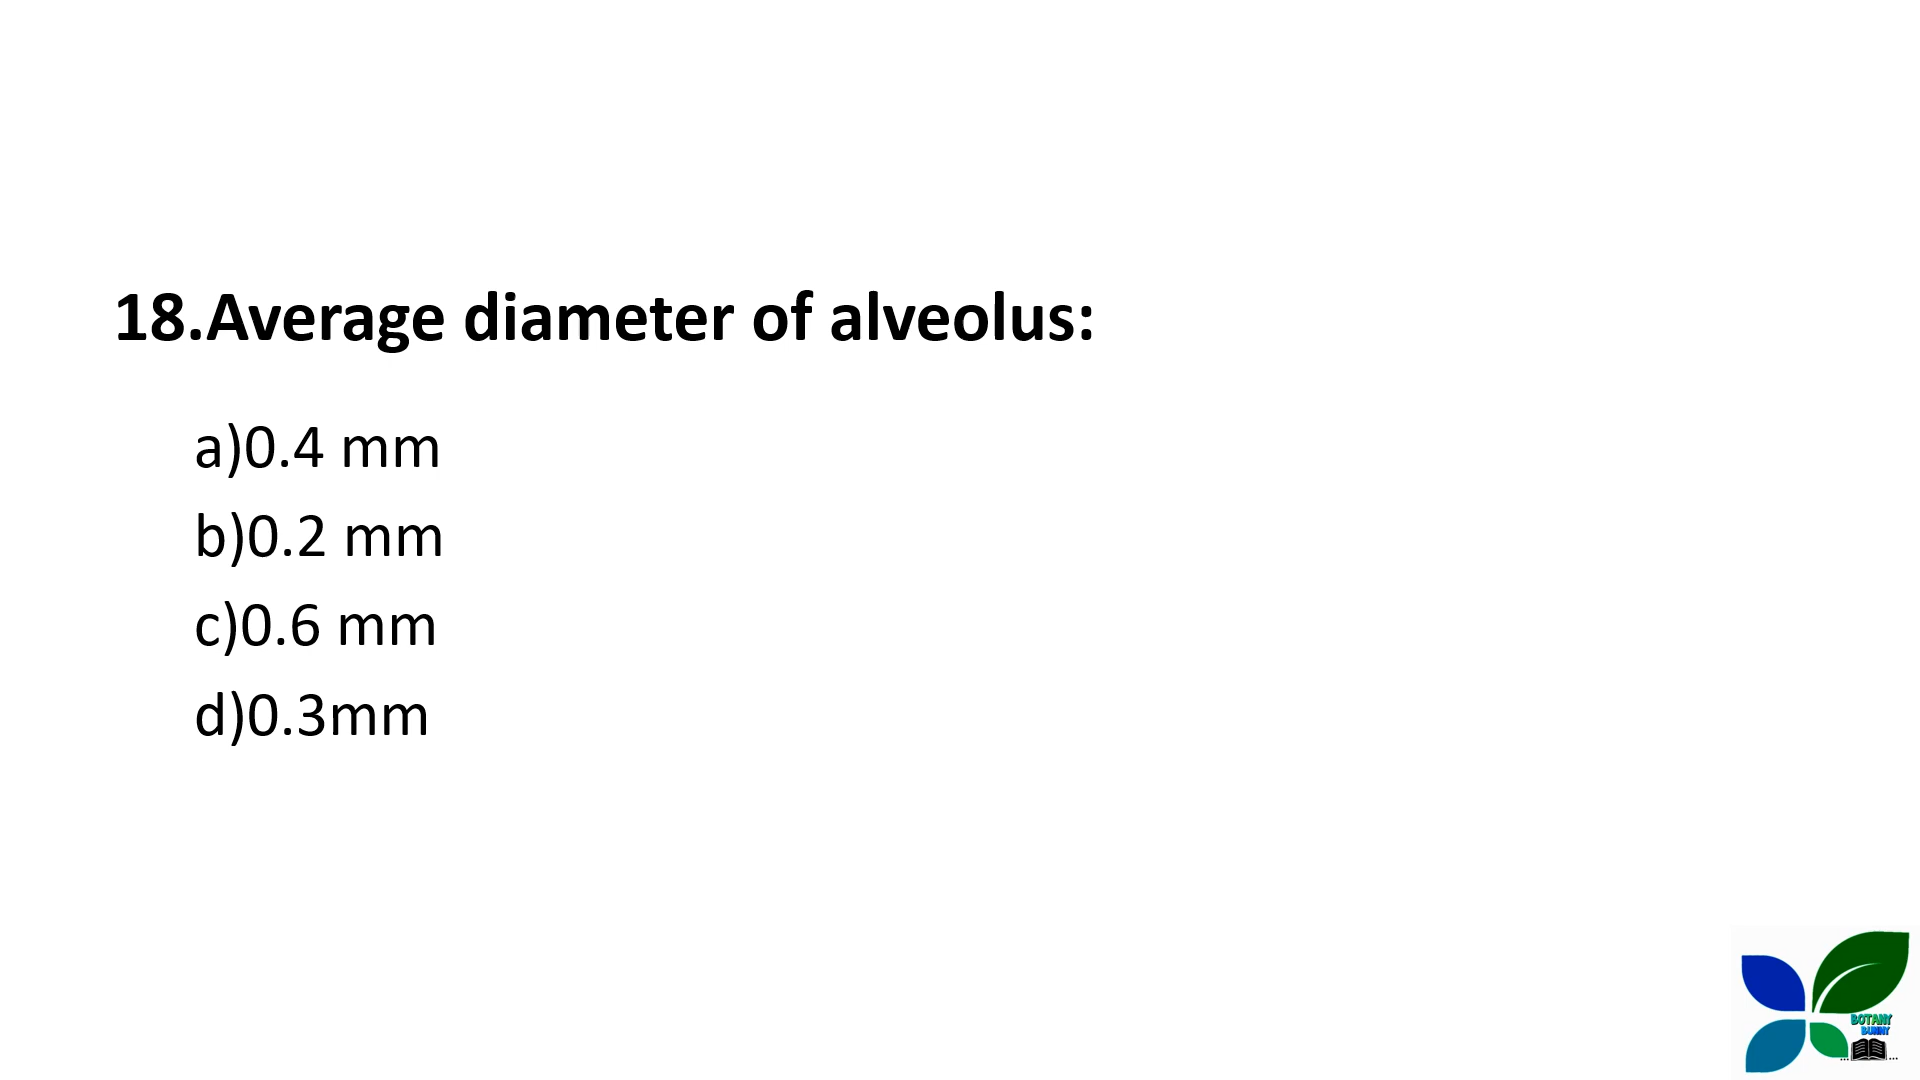 18.Average diameter of alveolus:
a)0.4 mm
b)0.2 mm
c)0.6 mm
d)0.3mm
BOTANY
BUNNY